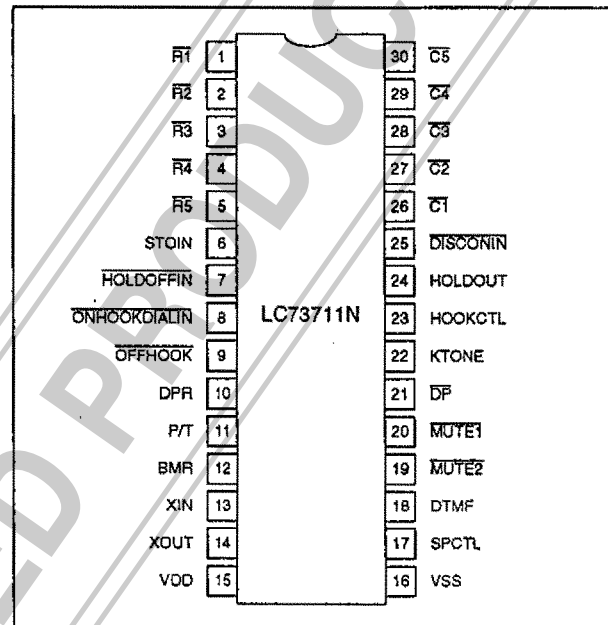 R1 1 30 C5
R2 2 29 C4
R3 3 28 C3
R4 4 27 C2
R5 5 26 C1
STOIN 6 25 DISCONIN
HOLDOFFIN 7 24 HOLDOUT
ONHOOKDIALIN 8 LC73711N 23 HOOKCTL
OFFHOOK 9 22 KTONE
DPR 10 21 DP
P/T 11 20 MUTE1
BMR 12 19 MUTE2
XIN 13 18 DTMF
XOUT 14 17 SPCTL
VDD 15 16 VSS
ED PRODUC